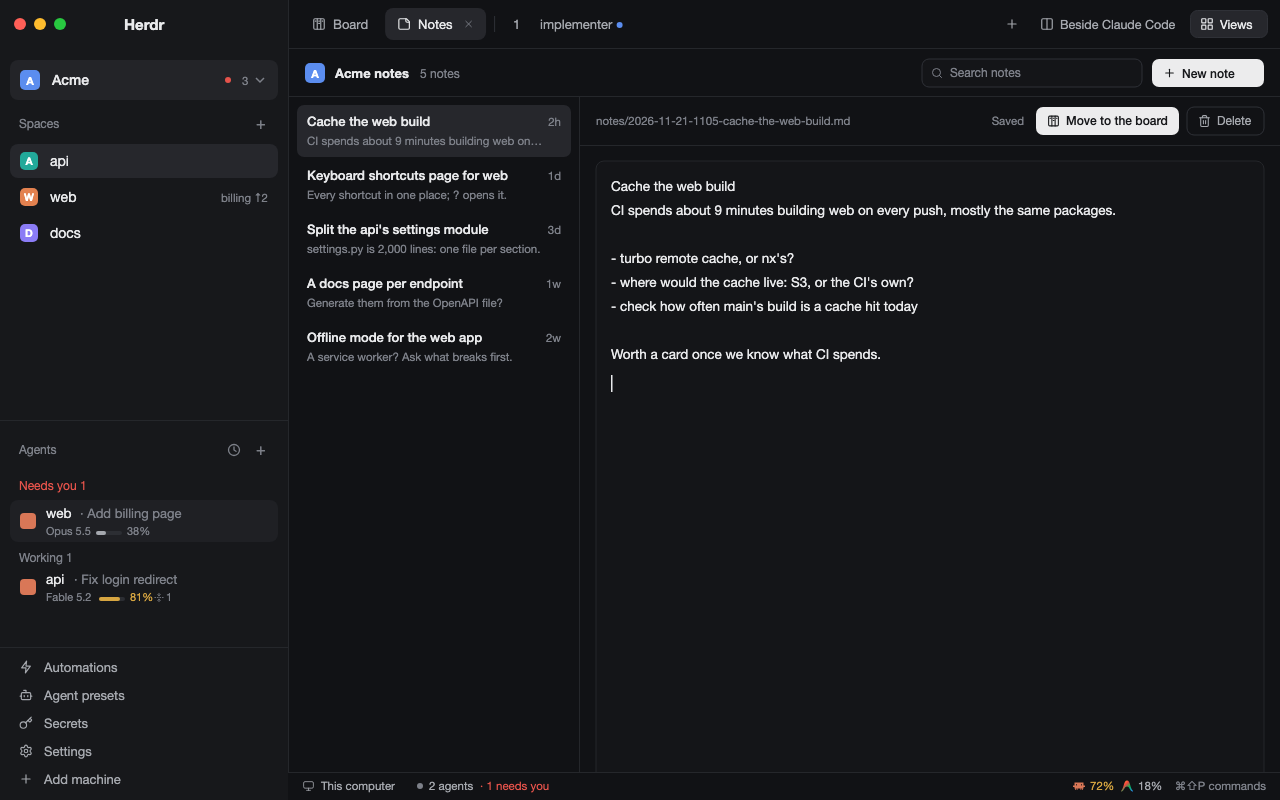 Herdr
Board
Notes
1
implementer
Beside Claude Code
Views
A
Acme
3
A
Acme notes
5 notes
Search notes
New note
Spaces
A
api
W
web
billing ↑2
D
docs
Cache the web build
2h
CI spends about 9 minutes building web on…
Keyboard shortcuts page for web
1d
Every shortcut in one place; ? opens it.
Split the api's settings module
3d
settings.py is 2,000 lines: one file per section.
A docs page per endpoint
1w
Generate them from the OpenAPI file?
Offline mode for the web app
2w
A service worker? Ask what breaks first.
notes/2026-11-21-1105-cache-the-web-build.md
Saved
Move to the board
Delete
Cache the web build
CI spends about 9 minutes building web on every push, mostly the same packages.
- turbo remote cache, or nx's?
- where would the cache live: S3, or the CI's own?
- check how often main's build is a cache hit today
Worth a card once we know what CI spends.
Agents
Needs you 1
web · Add billing page
Opus 5.5 38%
Working 1
api · Fix login redirect
Fable 5.2 81% 1
Automations
Agent presets
Secrets
Settings
Add machine
This computer
2 agents · 1 needs you
72%
18%
⌘⇧P commands